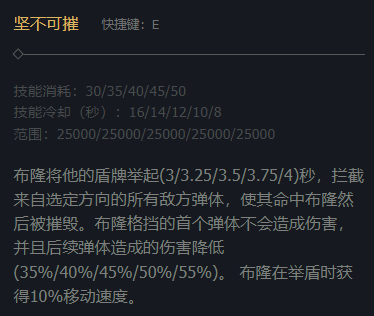 坚不可摧 快捷键：E
技能消耗：30/35/40/45/50
技能冷却（秒）：16/14/12/10/8
范围：25000/25000/25000/25000/25000
布隆将他的盾牌举起(3/3.25/3.5/3.75/4)秒，拦截
来自选定方向的所有敌方弹体，使其命中布隆然
后被摧毁。布隆格挡的首个弹体不会造成伤害，
并且后续弹体造成的伤害降低
(35%/40%/45%/50%/55%)。 布隆在举盾时获
得10%移动速度。